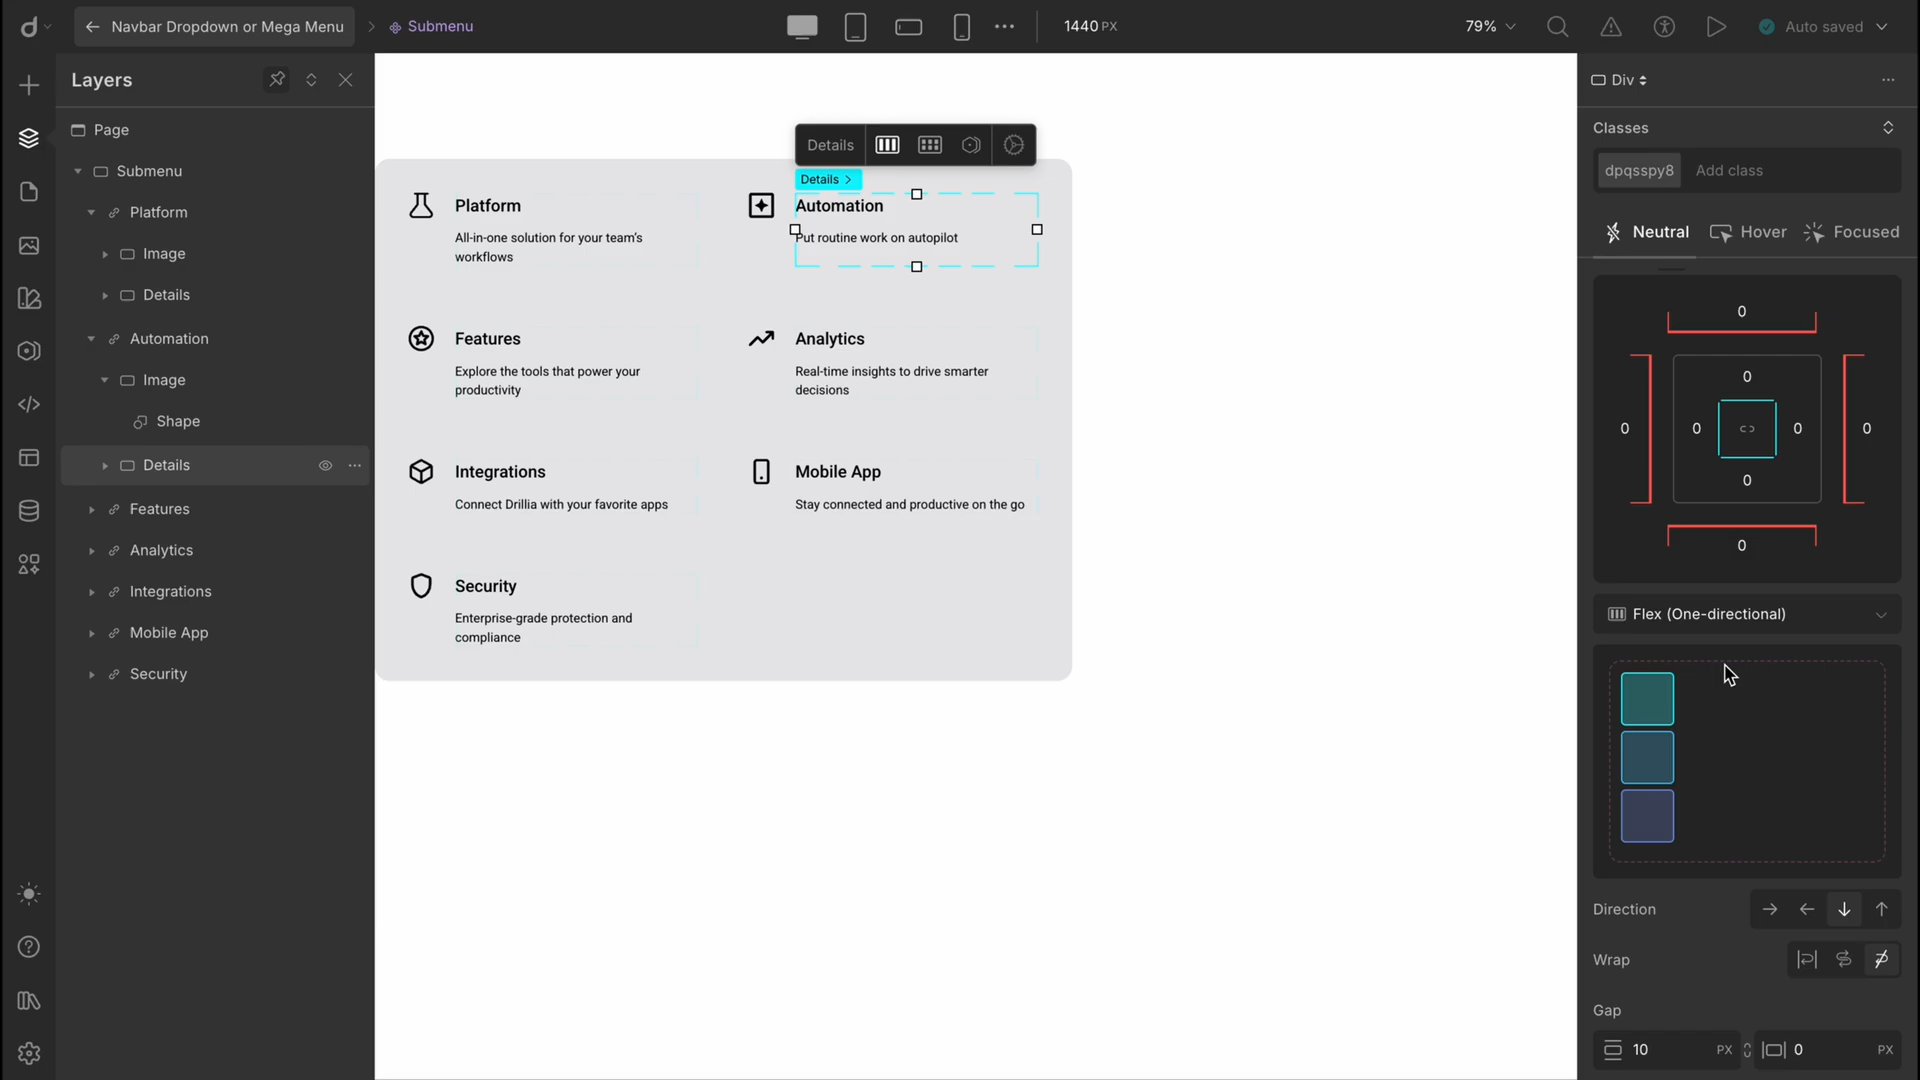 Navbar Dropdown or Mega Menu
Submenu
1440 PX
79%
Auto saved
Layers
Page
Submenu
Platform
Image
Details
Automation
Image
Shape
Details
Features
Analytics
Integrations
Mobile App
Security
Details
Details >
Platform
All-in-one solution for your team's
workflows
Automation
Put routine work on autopilot
Features
Explore the tools that power your
productivity
Analytics
Real-time insights to drive smarter
decisions
Integrations
Connect Drillia with your favorite apps
Mobile App
Stay connected and productive on the go
Security
Enterprise-grade protection and
compliance
Div
Classes
dpqsspy8 Add class
Neutral Hover Focused
0
0
0 0 0 0
0
0
Flex (One-directional)
Direction
Wrap
Gap
10 PX 0 PX